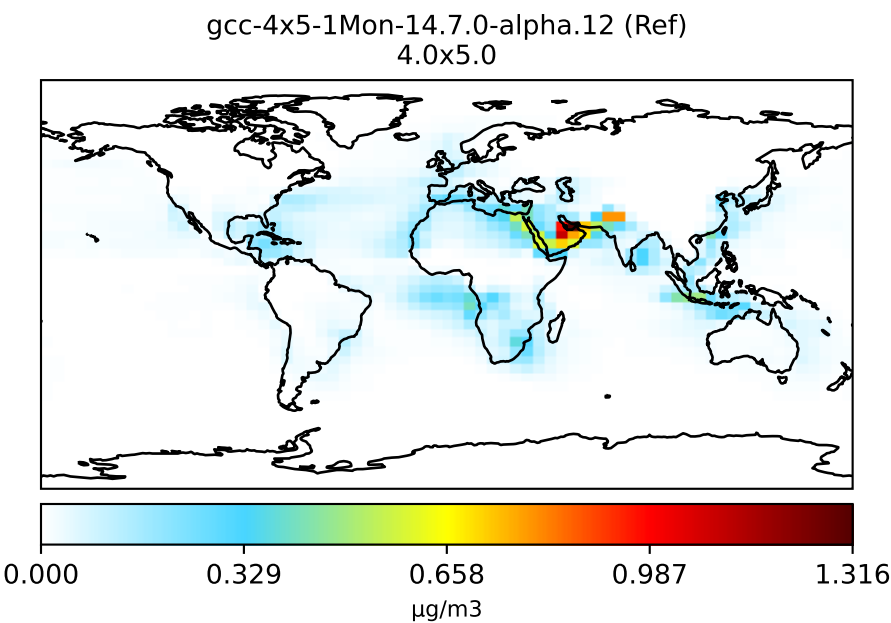 gcc-4x5-1Mon-14.7.0-alpha.12 (Ref)
4.0x5.0
0.000 0.329 0.658 0.987 1.316
μg/m3